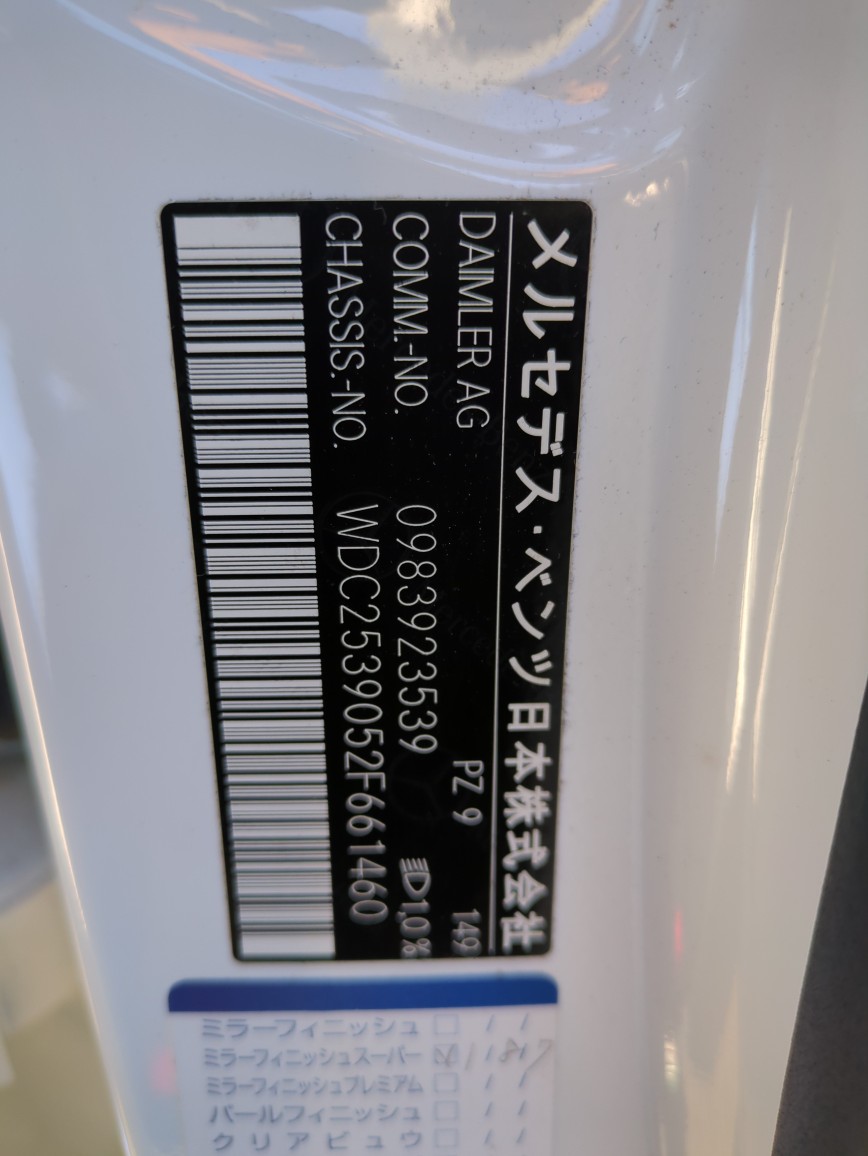 メルセデス・ベンツ日本株式会社
DAIMLER AG PZ 9 149
COMM.-NO. 0983923539 1,0%
CHASSIS.-NO. WDC2539052F661460
ミラーフィニッシュ □ / /
ミラーフィニッシュスーパー
ミラーフィニッシュプレミアム □ / /
パールフィニッシュ □ / /
クリアビュウ □ / /